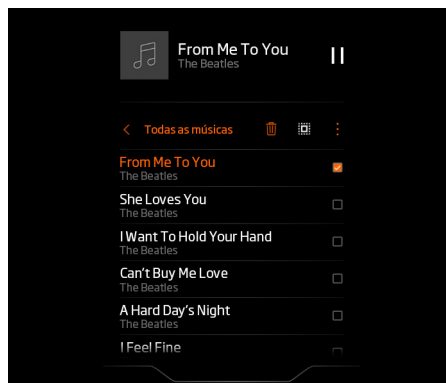 From Me To You
The Beatles
Todas as músicas
From Me To You
The Beatles
She Loves You
The Beatles
I Want To Hold Your Hand
The Beatles
Can't Buy Me Love
The Beatles
A Hard Day's Night
The Beatles
I Feel Fine